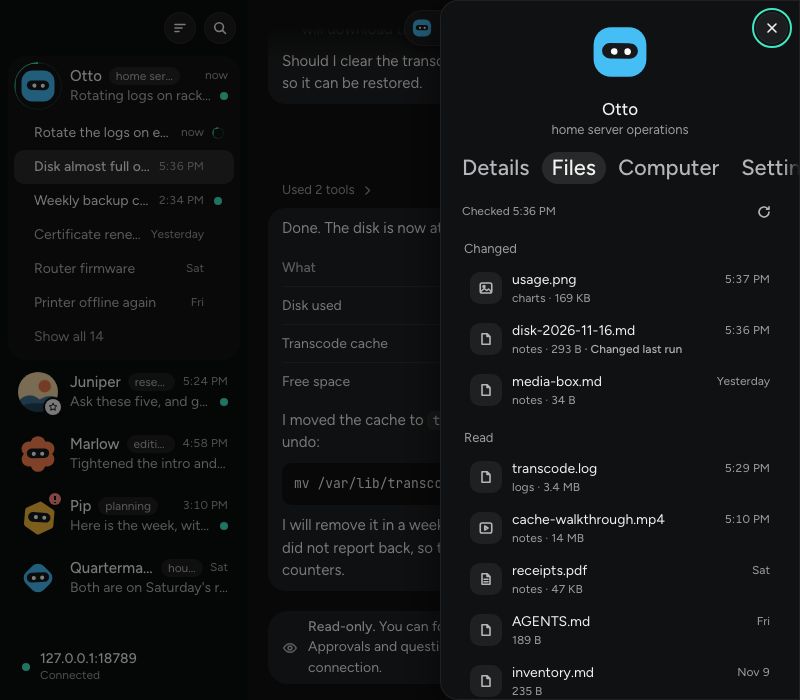 Otto
home ser...
now
Rotating logs on rack...
Rotate the logs on e...
now
Disk almost full o...
5:36 PM
Weekly backup c...
2:34 PM
Certificate rene...
Yesterday
Router firmware
Sat
Printer offline again
Fri
Show all 14
Juniper
rese...
5:24 PM
Ask these five, and g...
Marlow
editi...
4:58 PM
Tightened the intro and...
Pip
planning
3:10 PM
Here is the week, wit...
Quarterma...
hou...
Sat
Both are on Saturday's r...
127.0.0.1:18789
Connected
Should I clear the transc
so it can be restored.
Used 2 tools
Done. The disk is now at
What
Disk used
Transcode cache
Free space
I moved the cache to
undo:
mv /var/lib/transco
I will remove it in a week
did not report back, so t
counters.
Read-only. You can fo
Approvals and questi
connection.
Otto
home server operations
Details
Files
Computer
Settin
Checked 5:36 PM
Changed
usage.png
5:37 PM
charts · 169 KB
disk-2026-11-16.md
5:36 PM
notes · 293 B · Changed last run
media-box.md
Yesterday
notes · 34 B
Read
transcode.log
5:29 PM
logs · 3.4 MB
cache-walkthrough.mp4
5:10 PM
notes · 14 MB
receipts.pdf
Sat
notes · 47 KB
AGENTS.md
Fri
189 B
inventory.md
Nov 9
235 B